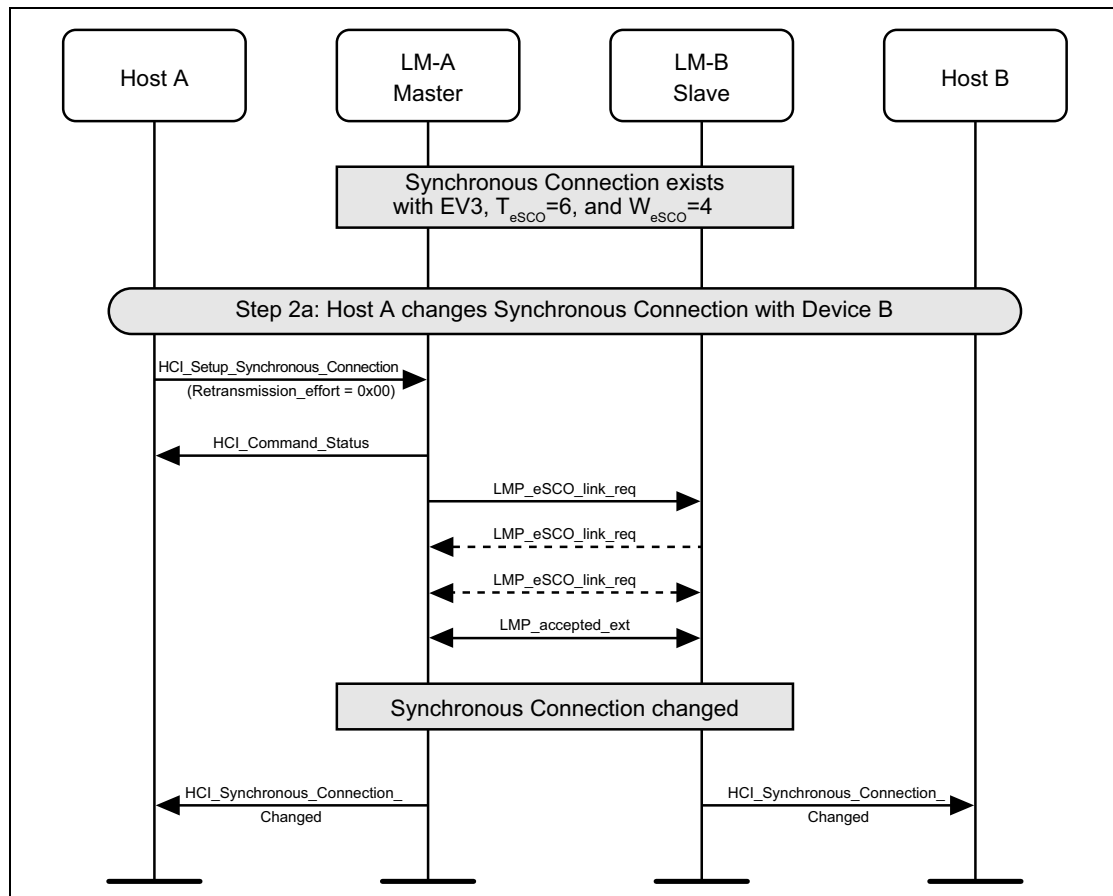 Host A
LM-A
Master
LM-B
Slave
Host B
Synchronous Connection exists
with EV3, TeSCO=6, and WeSCO=4
Step 2a: Host A changes Synchronous Connection with Device B
HCI_Setup_Synchronous_Connection
(Retransmission_effort = 0x00)
HCI_Command_Status
LMP_eSCO_link_req
LMP_eSCO_link_req
LMP_eSCO_link_req
LMP_accepted_ext
Synchronous Connection changed
HCI_Synchronous_Connection_
Changed
HCI_Synchronous_Connection_
Changed